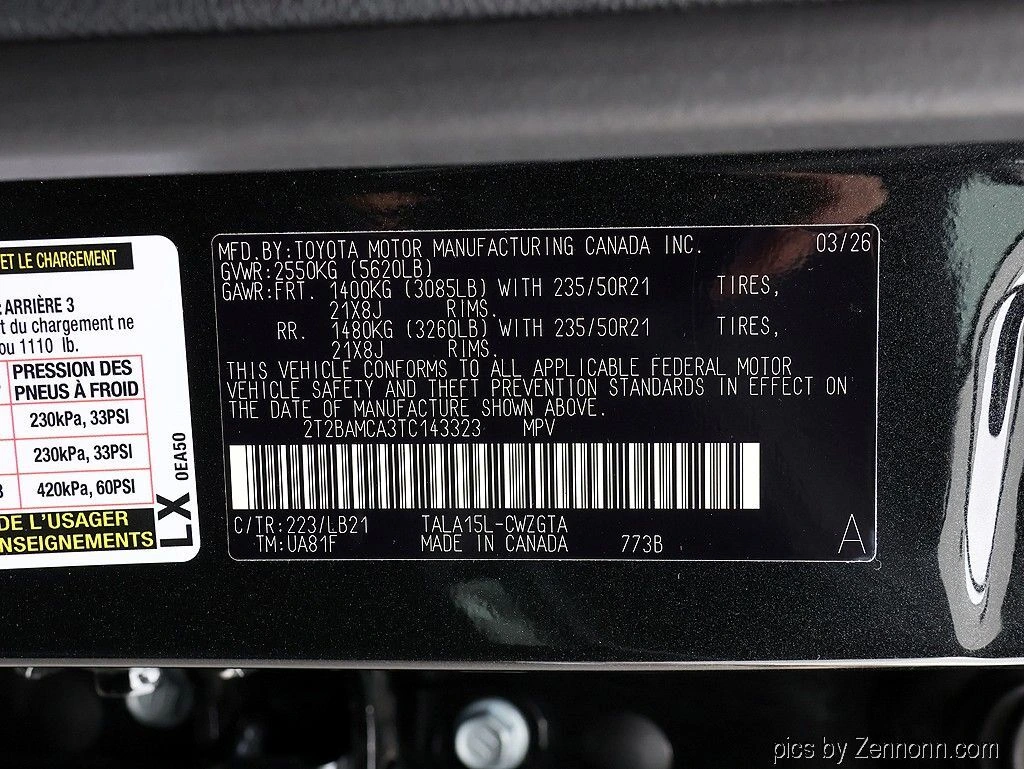 ET LE CHARGEMENT
ARRIÈRE 3
du chargement ne
ou 1110 lb.
PRESSION DES
PNEUS À FROID
230kPa, 33PSI
230kPa, 33PSI
420kPa, 60PSI
DE L'USAGER
NSEIGNEMENTS
LX 0EA50
MFD.BY:TOYOTA MOTOR MANUFACTURING CANADA INC. 03/26
GVWR:2550KG (5620LB)
GAWR:FRT. 1400KG (3085LB) WITH 235/50R21 TIRES,
21X8J RIMS.
RR. 1480KG (3260LB) WITH 235/50R21 TIRES,
21X8J RIMS.
THIS VEHICLE CONFORMS TO ALL APPLICABLE FEDERAL MOTOR
VEHICLE SAFETY AND THEFT PREVENTION STANDARDS IN EFFECT ON
THE DATE OF MANUFACTURE SHOWN ABOVE.
2T2BAMCA3TC143323 MPV
C/TR:223/LB21 TALA15L-CWZGTA
TM:UA81F MADE IN CANADA 773B A
pics by Zennonn.com